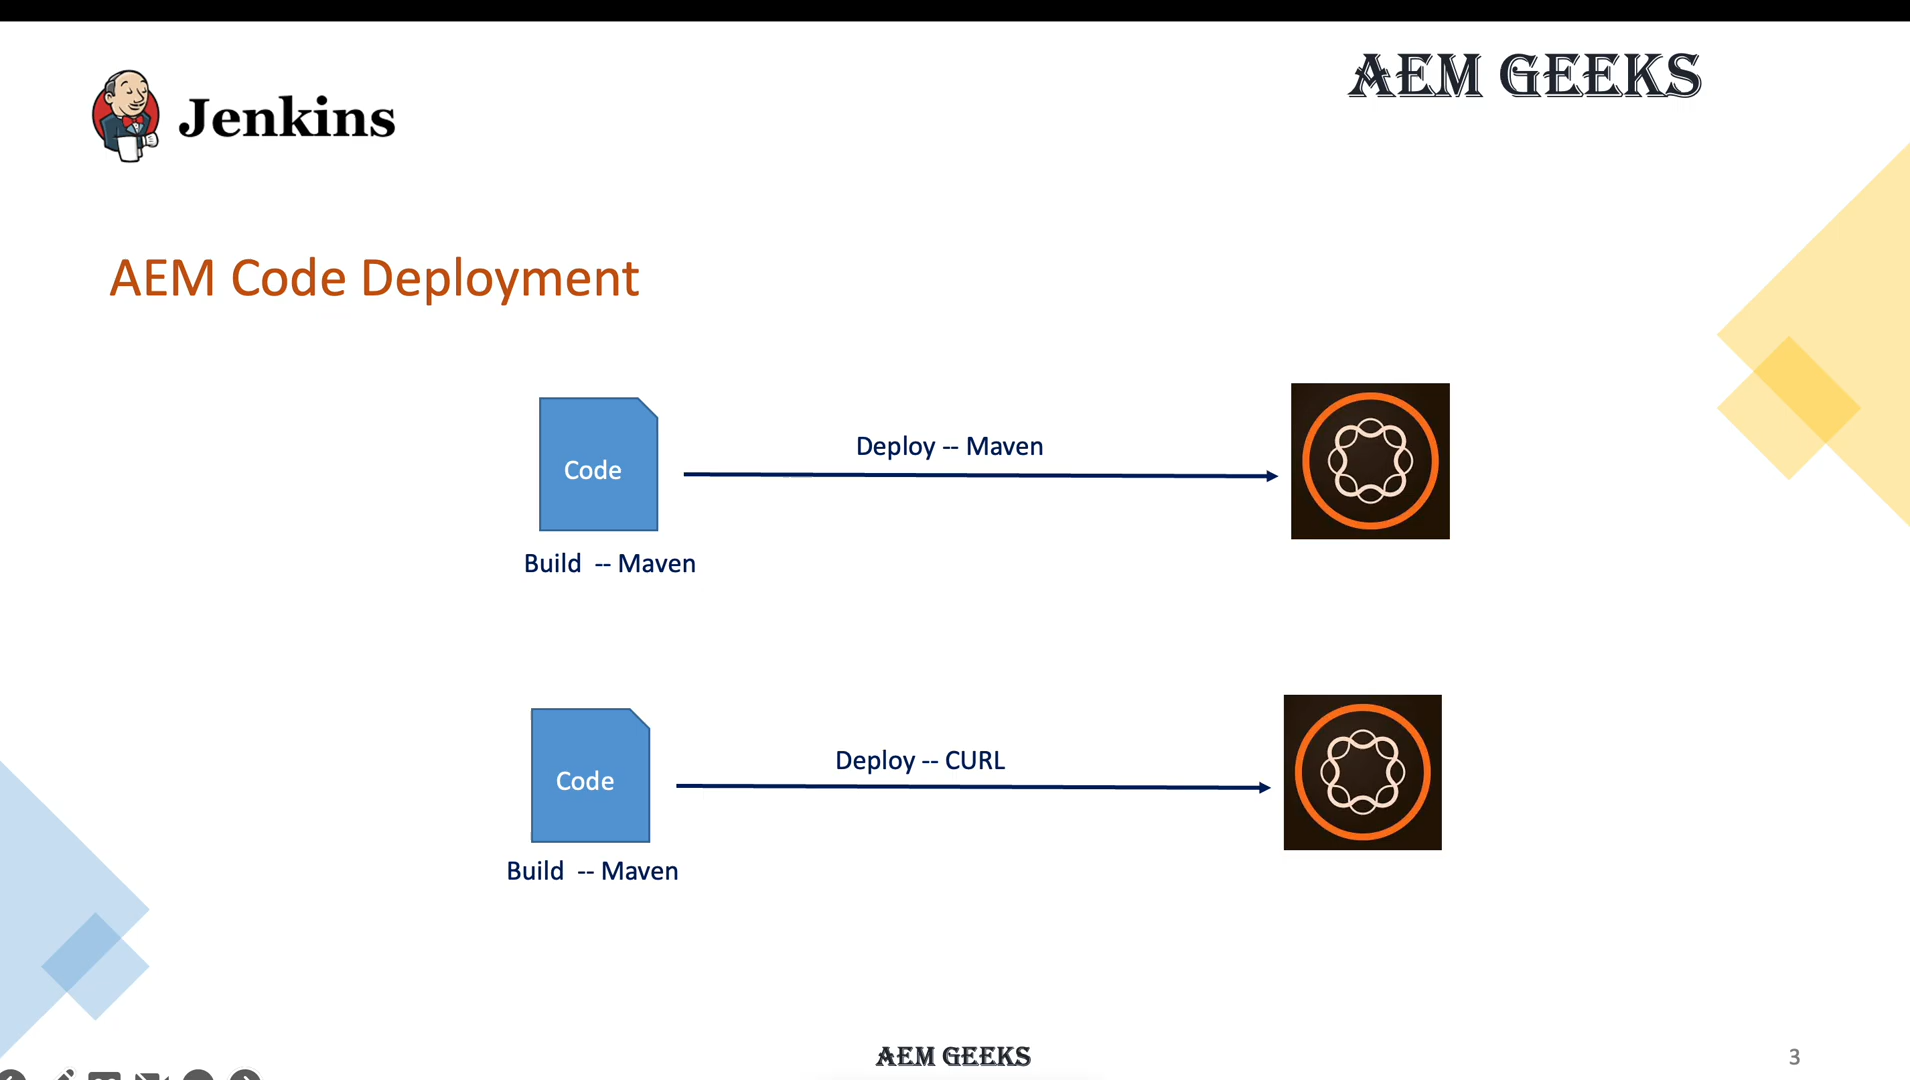 AEM GEEKS
Jenkins
AEM Code Deployment
Code
Deploy -- Maven
Build -- Maven
Code
Deploy -- CURL
Build -- Maven
AEM GEEKS
3